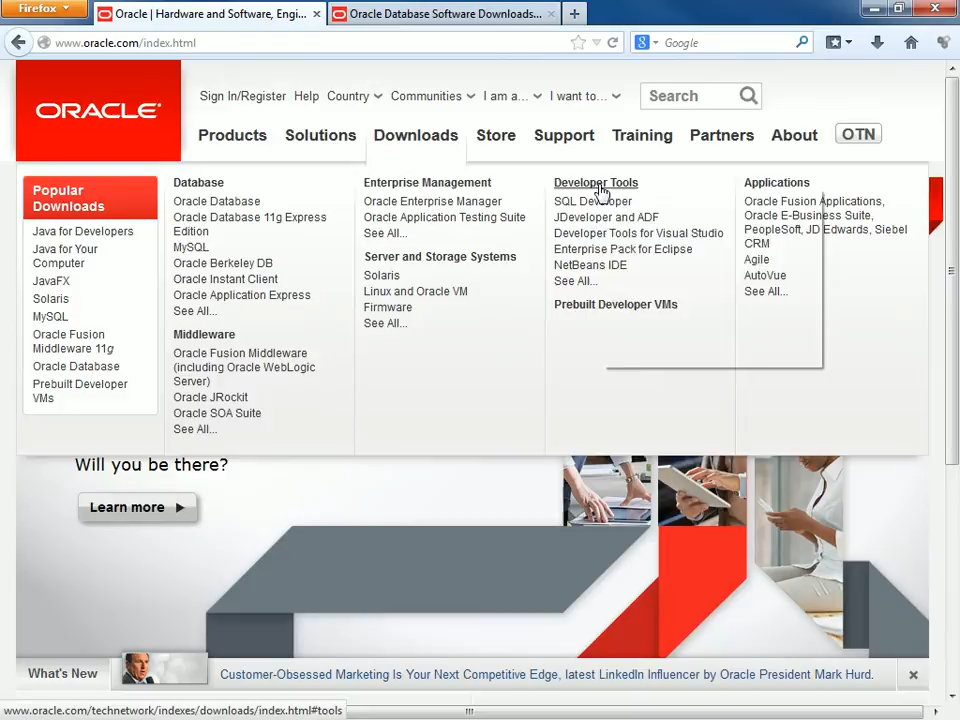 Firefox
Oracle | Hardware and Software, Engi...
Oracle Database Software Downloads...
www.oracle.com/index.html
Google
ORACLE
Sign In/Register Help Country Communities I am a... I want to... Search
Products Solutions Downloads Store Support Training Partners About OTN
Popular
Downloads
Java for Developers
Java for Your
Computer
JavaFX
Solaris
MySQL
Oracle Fusion
Middleware 11g
Oracle Database
Prebuilt Developer
VMs
Database
Oracle Database
Oracle Database 11g Express
Edition
MySQL
Oracle Berkeley DB
Oracle Instant Client
Oracle Application Express
See All...
Middleware
Oracle Fusion Middleware
(including Oracle WebLogic
Server)
Oracle JRockit
Oracle SOA Suite
See All...
Enterprise Management
Oracle Enterprise Manager
Oracle Application Testing Suite
See All...
Server and Storage Systems
Solaris
Linux and Oracle VM
Firmware
See All...
Developer Tools
SQL Developer
JDeveloper and ADF
Developer Tools for Visual Studio
Enterprise Pack for Eclipse
NetBeans IDE
See All...
Prebuilt Developer VMs
Applications
Oracle Fusion Applications,
Oracle E-Business Suite,
PeopleSoft, JD Edwards, Siebel
CRM
Agile
AutoVue
See All...
Will you be there?
Learn more
What's New
Customer-Obsessed Marketing Is Your Next Competitive Edge, latest LinkedIn Influencer by Oracle President Mark Hurd.
www.oracle.com/technetwork/indexes/downloads/index.html#tools